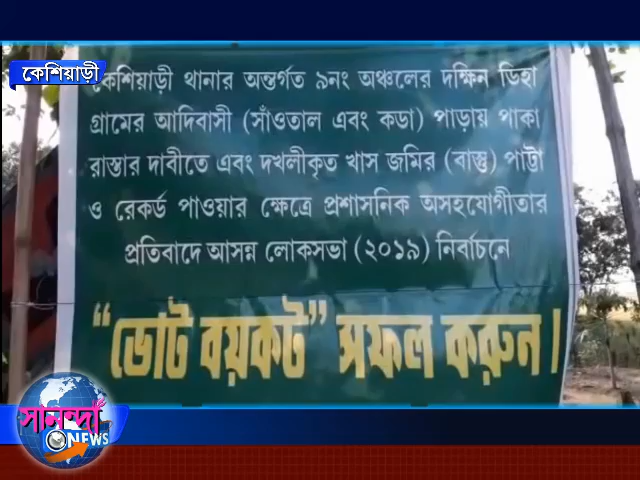 কেশিয়াড়ী
কেশিয়াড়ী থানার অন্তর্গত ৯নং অঞ্চলের দক্ষিন ডিহা
গ্রামের আদিবাসী (সাঁওতাল এবং কডা) পাড়ায় পাকা
রাস্তার দাবীতে এবং দখলীকৃত খাস জমির (বাস্তু) পাট্টা
ও রেকর্ড পাওয়ার ক্ষেত্রে প্রশাসনিক অসহযোগীতার
প্রতিবাদে আসন্ন লোকসভা (২০১৯) নির্বাচনে
“ভোট বয়কট” সফল করুন।
সানন্দা
NEWS